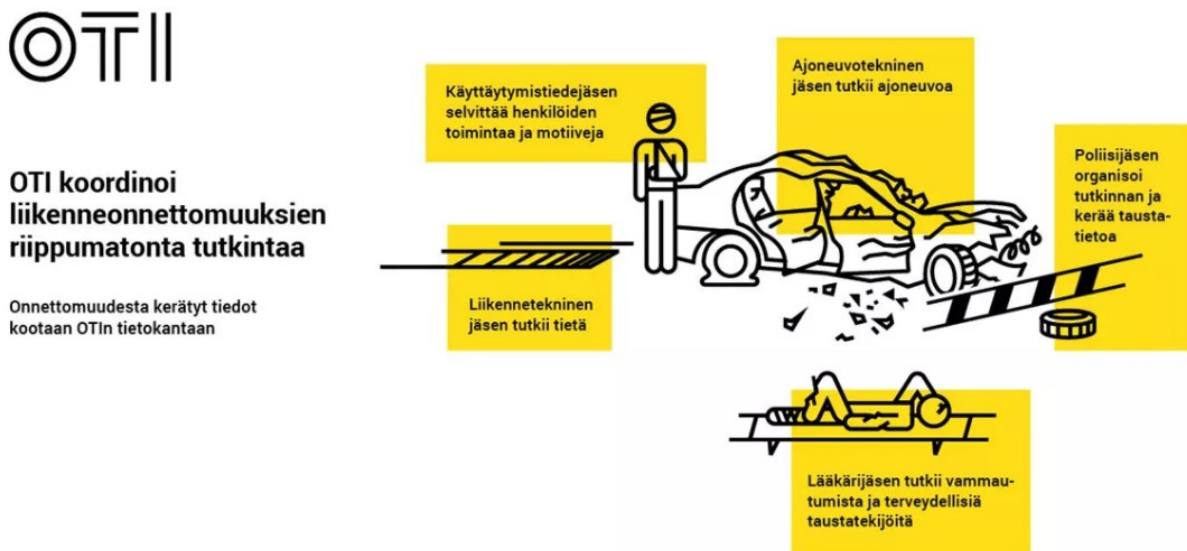 OTI
OTI koordinoi
liikenneonnettomuuksien
riippumatonta tutkintaa
Onnettomuudesta kerätyt tiedot
kootaan OTIn tietokantaan
Käyttäytymistiedejäsen
selvittää henkilöiden
toimintaa ja motiiveja
Ajoneuvotekninen
jäsen tutkii ajoneuvoa
Poliisijäsen
organisoi
tutkinnan ja
kerää tausta-
tietoa
Liikennetekninen
jäsen tutkii tietä
Lääkärijäsen tutkii vammau-
tumista ja terveydellisiä
taustatekijöitä